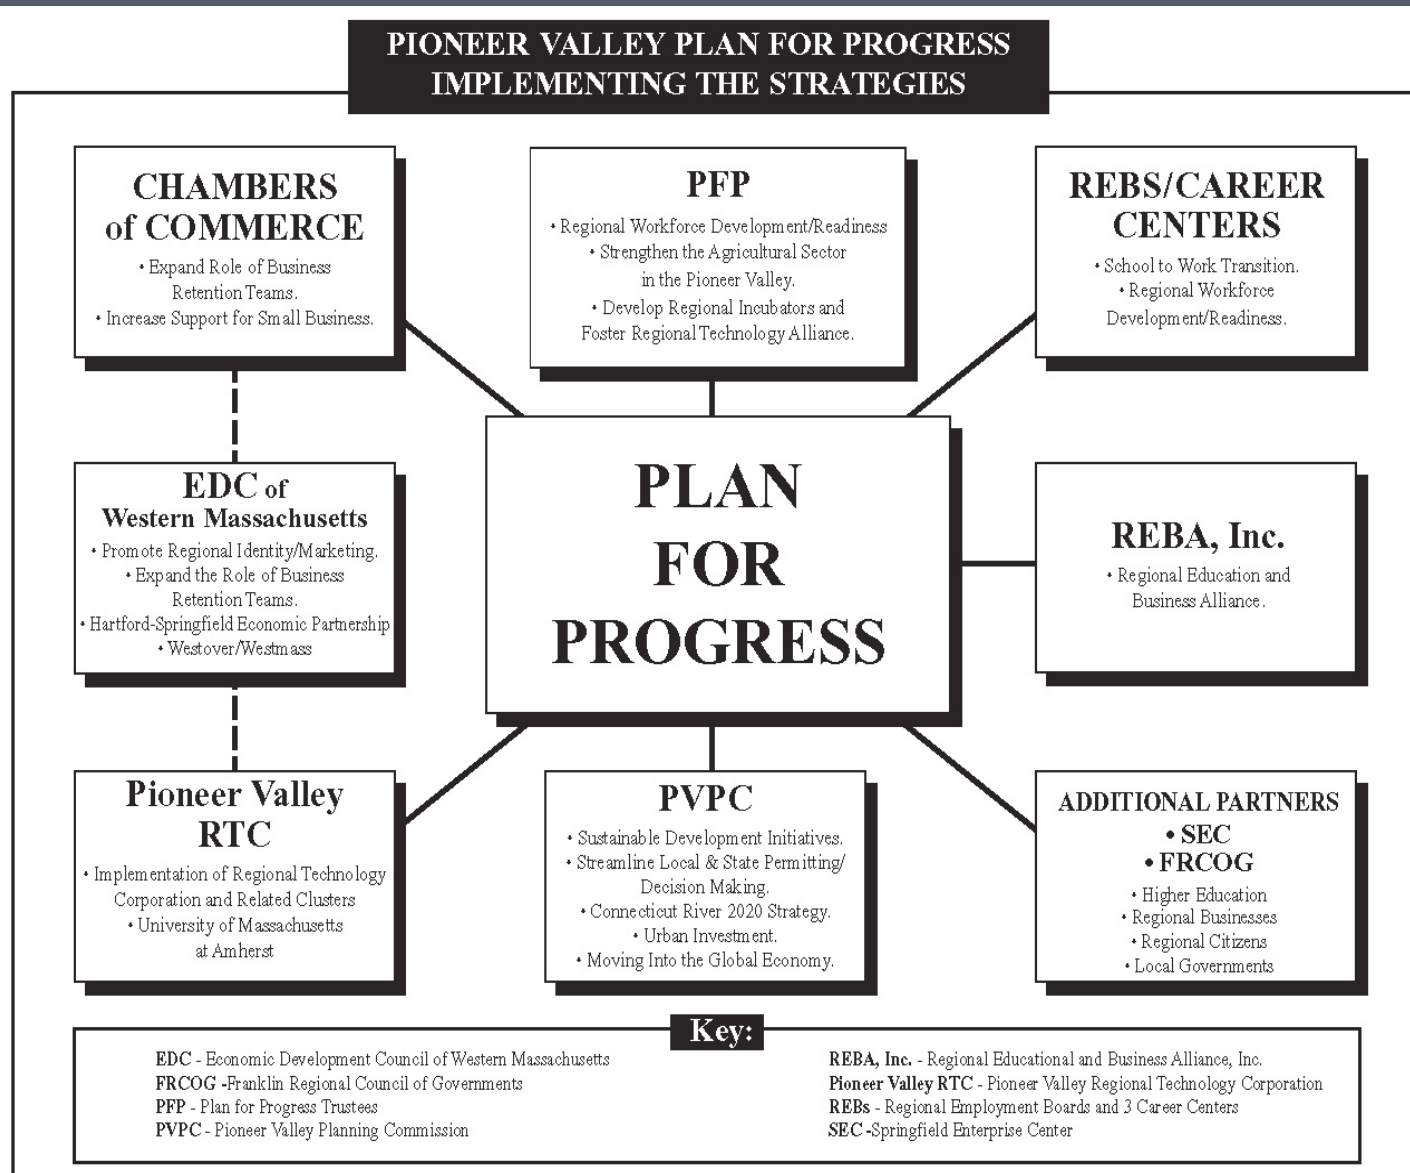 PIONEER VALLEY PLAN FOR PROGRESS
IMPLEMENTING THE STRATEGIES
CHAMBERS
of COMMERCE
• Expand Role of Business
Retention Teams.
• Increase Support for Small Business.
PFP
• Regional Workforce Development/Readiness
• Strengthen the Agricultural Sector
in the Pioneer Valley.
• Develop Regional Incubators and
Foster Regional Technology Alliance.
REBS/CAREER
CENTERS
• School to Work Transition.
• Regional Workforce
Development/Readiness.
EDC of
Western Massachusetts
• Promote Regional Identity/Marketing.
• Expand the Role of Business
Retention Teams.
• Hartford-Springfield Economic Partnership
• Westover/Westmass
PLAN
FOR
PROGRESS
REBA, Inc.
• Regional Education and
Business Alliance.
Pioneer Valley
RTC
• Implementation of Regional Technology
Corporation and Related Clusters
• University of Massachusetts
at Amherst
PVPC
• Sustainable Development Initiatives.
• Streamline Local & State Permitting/
Decision Making.
• Connecticut River 2020 Strategy.
• Urban Investment.
• Moving Into the Global Economy.
ADDITIONAL PARTNERS
• SEC
• FRCOG
• Higher Education
• Regional Businesses
• Regional Citizens
• Local Governments
Key:
EDC - Economic Development Council of Western Massachusetts
FRCOG -Franklin Regional Council of Governments
PFP - Plan for Progress Trustees
PVPC - Pioneer Valley Planning Commission
REBA, Inc. - Regional Educational and Business Alliance, Inc.
Pioneer Valley RTC - Pioneer Valley Regional Technology Corporation
REBs - Regional Employment Boards and 3 Career Centers
SEC -Springfield Enterprise Center